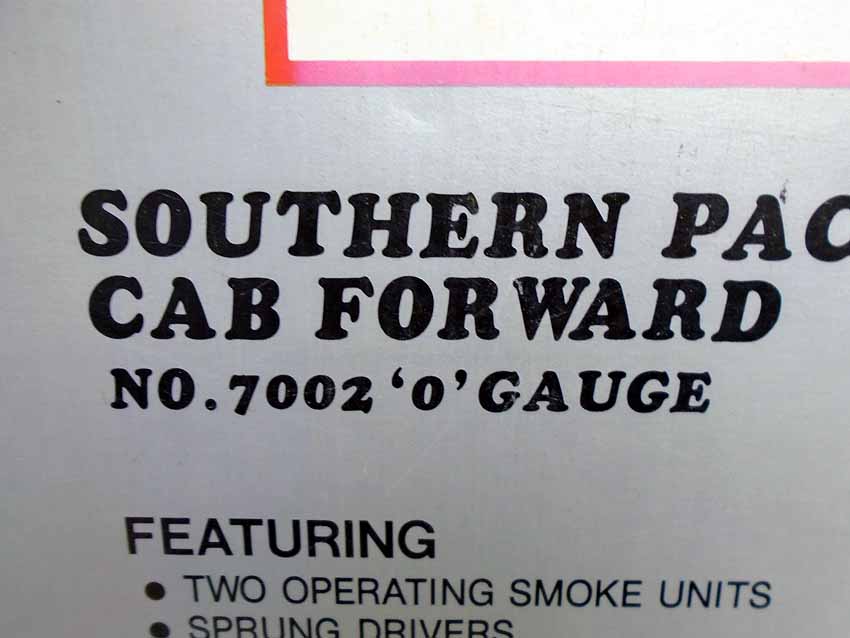 SOUTHERN PAC
CAB FORWARD
NO. 7002 'O' GAUGE
FEATURING
• TWO OPERATING SMOKE UNITS
• SPRUNG DRIVERS